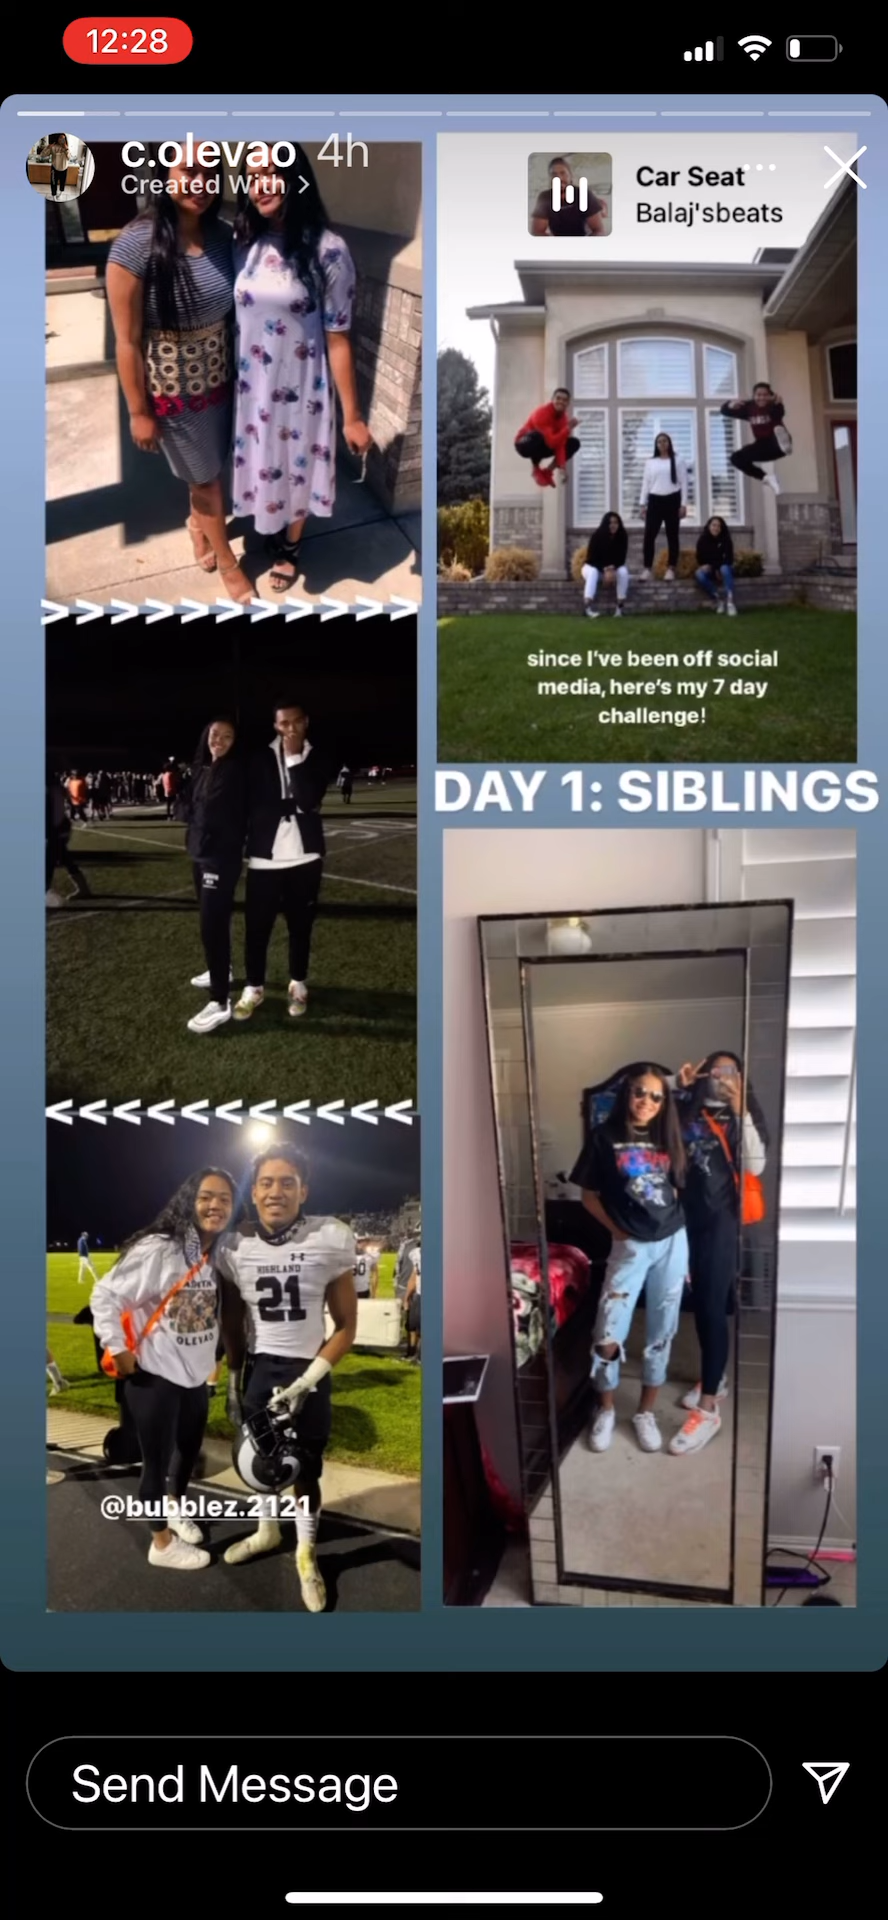 12:28
c.olevao 4h
Created With >
Car Seat
Balaj'sbeats
since I've been off social
media, here's my 7 day
challenge!
>>>>>>>>>>>
DAY 1: SIBLINGS
<<<<<<<<<<<
HIGHLAND
21
OLEVAO
@bubblez.2121
Send Message